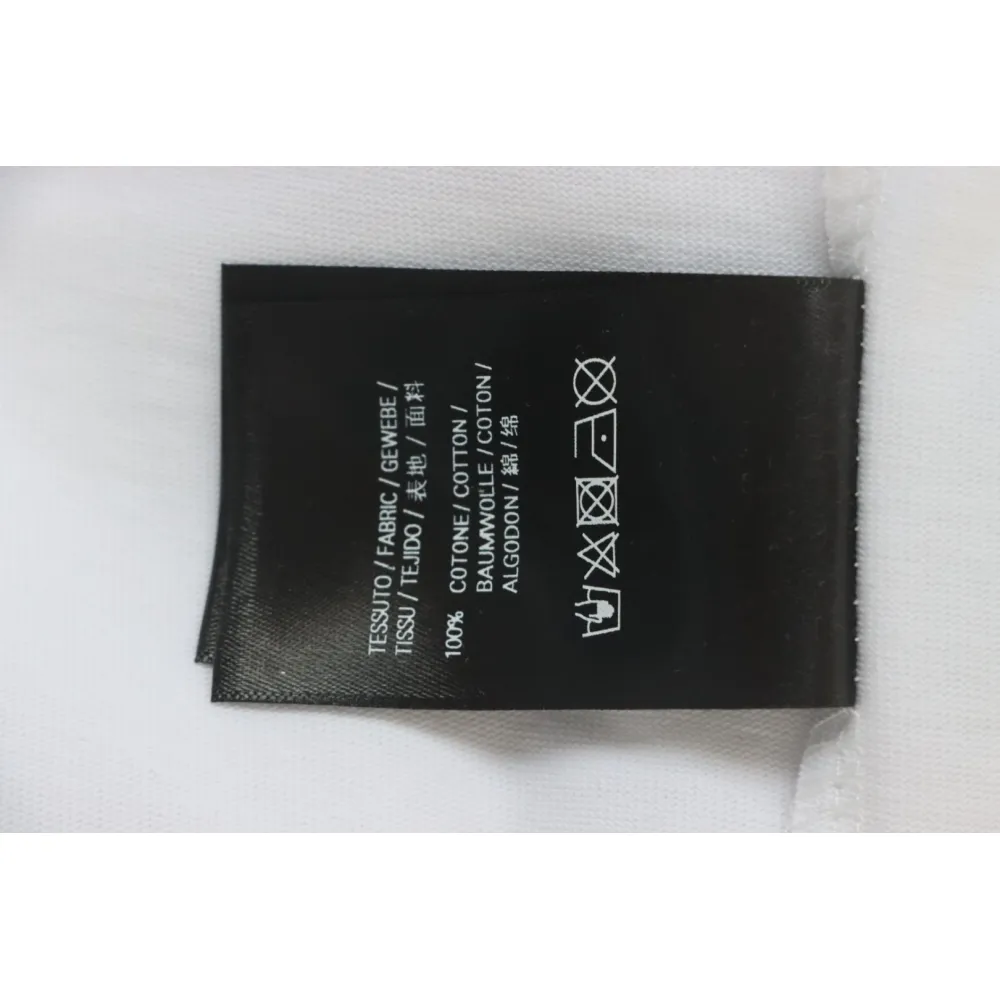 TESSUTO / FABRIC / GEWEBE /
TISSU / TEJIDO / 表地 / 面料
100% COTONE / COTTON /
BAUMWOLLE / COTON /
ALGODON / 綿 / 绵